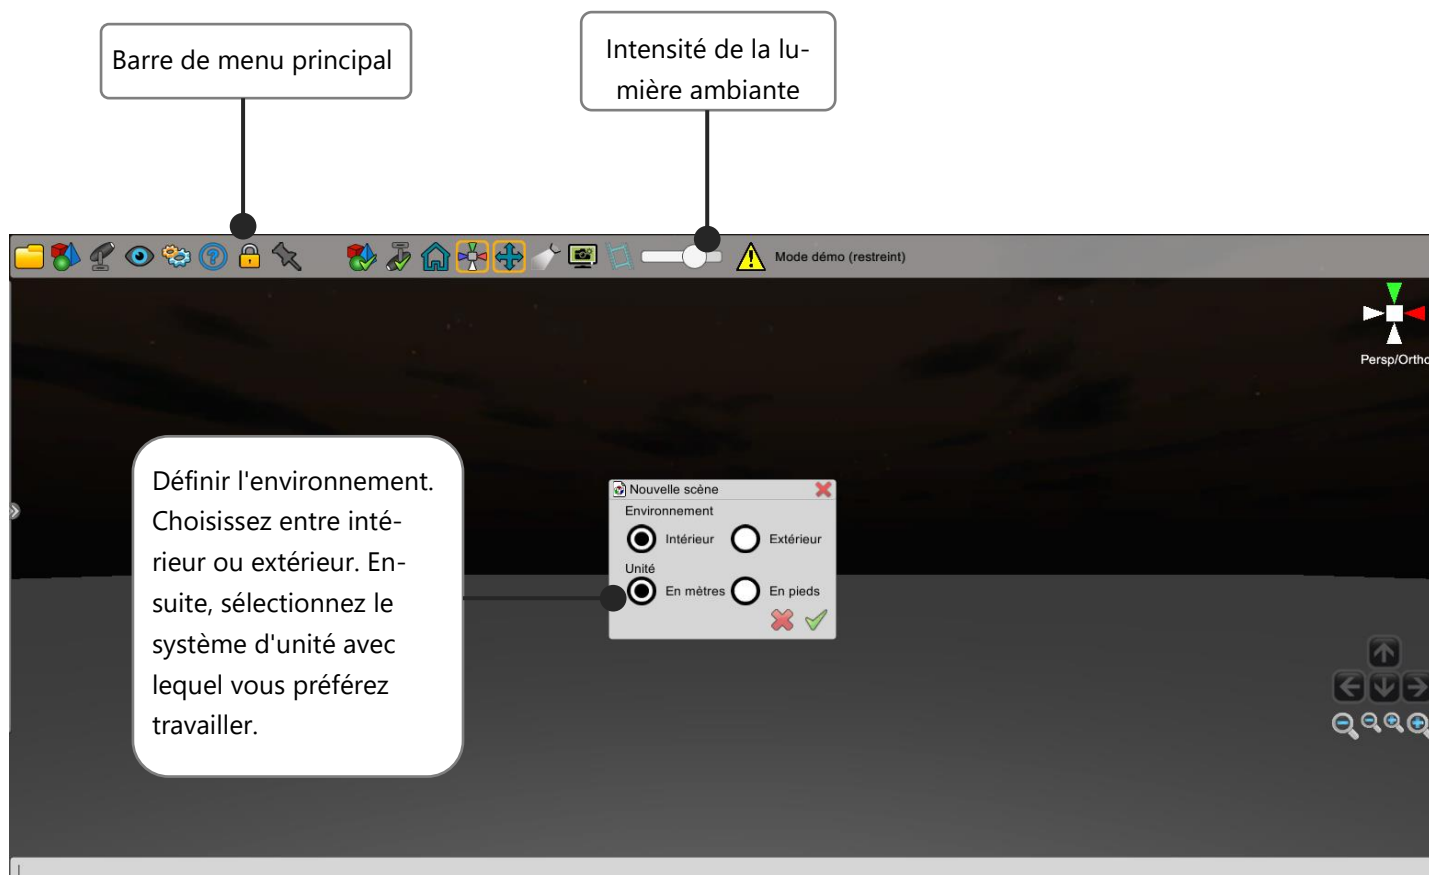 Barre de menu principal
Intensité de la lu-
mière ambiante
Mode démo (restreint)
Persp/Ortho
Définir l'environnement.
Choisissez entre inté-
rieur ou extérieur. En-
suite, sélectionnez le
système d'unité avec
lequel vous préférez
travailler.
Nouvelle scène
Environnement
Intérieur
Extérieur
Unité
En mètres
En pieds